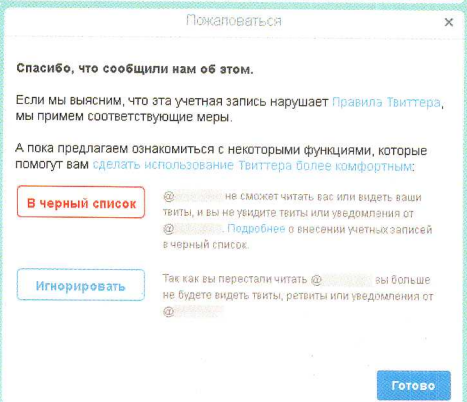 Пожаловаться ×
Спасибо, что сообщили нам об этом.
Если мы выясним, что эта учетная запись нарушает Правила Твиттера,
мы примем соответствующие меры.
А пока предлагаем ознакомиться с некоторыми функциями, которые
помогут вам сделать использование Твиттера более комфортным:
В черный список
@ не сможет читать вас или видеть ваши
твиты, и вы не увидите твиты или уведомления от
@ . Подробнее о внесении учетных записей
в черный список.
Игнорировать
Так как вы перестали читать @ вы больше
не будете видеть твиты, ретвиты или уведомления от
@
Готово